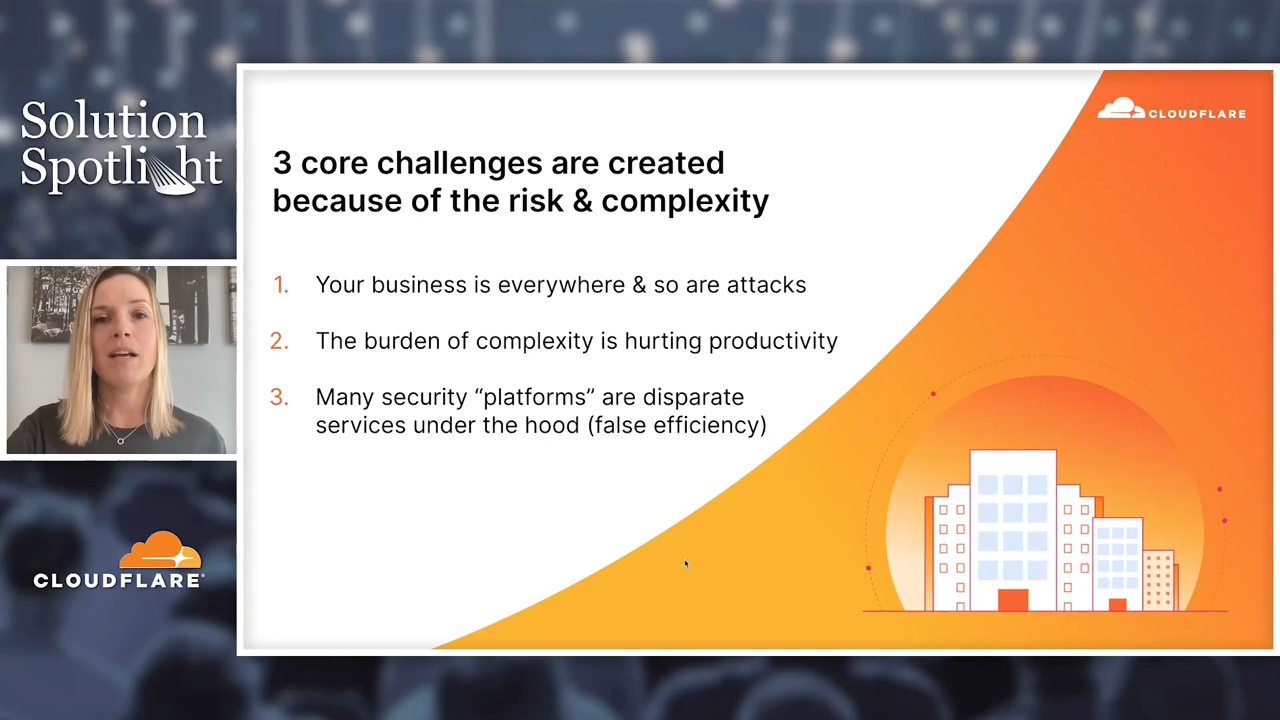 Solution
Spotlight
CLOUDFLARE
3 core challenges are created
because of the risk & complexity
1. Your business is everywhere & so are attacks
2. The burden of complexity is hurting productivity
3. Many security “platforms” are disparate
services under the hood (false efficiency)
CLOUDFLARE